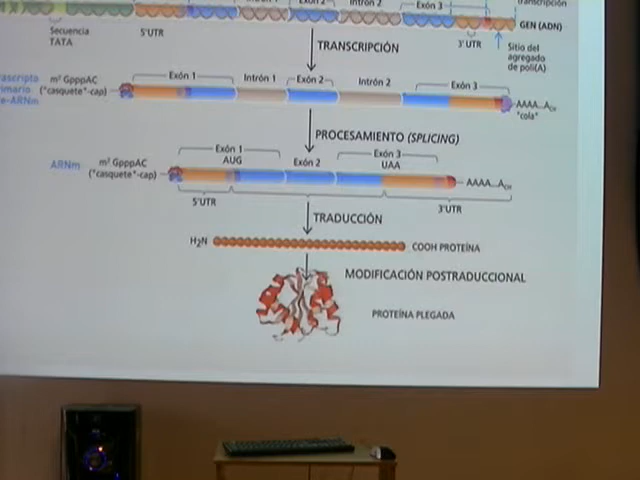 Exón 2
Intrón 2
Exón 3
transcripción
GEN (ADN)
Secuencia
TATA
5'UTR
3' UTR
Sitio del
agregado
de poli(A)
TRANSCRIPCIÓN
m⁷ GpppAC
("casquete"-cap)
Exón 1
Intrón 1
Exón 2
Intrón 2
Exón 3
"cola"
PROCESAMIENTO (SPLICING)
ARNm
m⁷ GpppAC
("casquete"-cap)
Exón 1
AUG
Exón 2
Exón 3
UAA
5'UTR
3'UTR
TRADUCCIÓN
H₂N
COOH PROTEÍNA
MODIFICACIÓN POSTRADUCCIONAL
PROTEÍNA PLEGADA